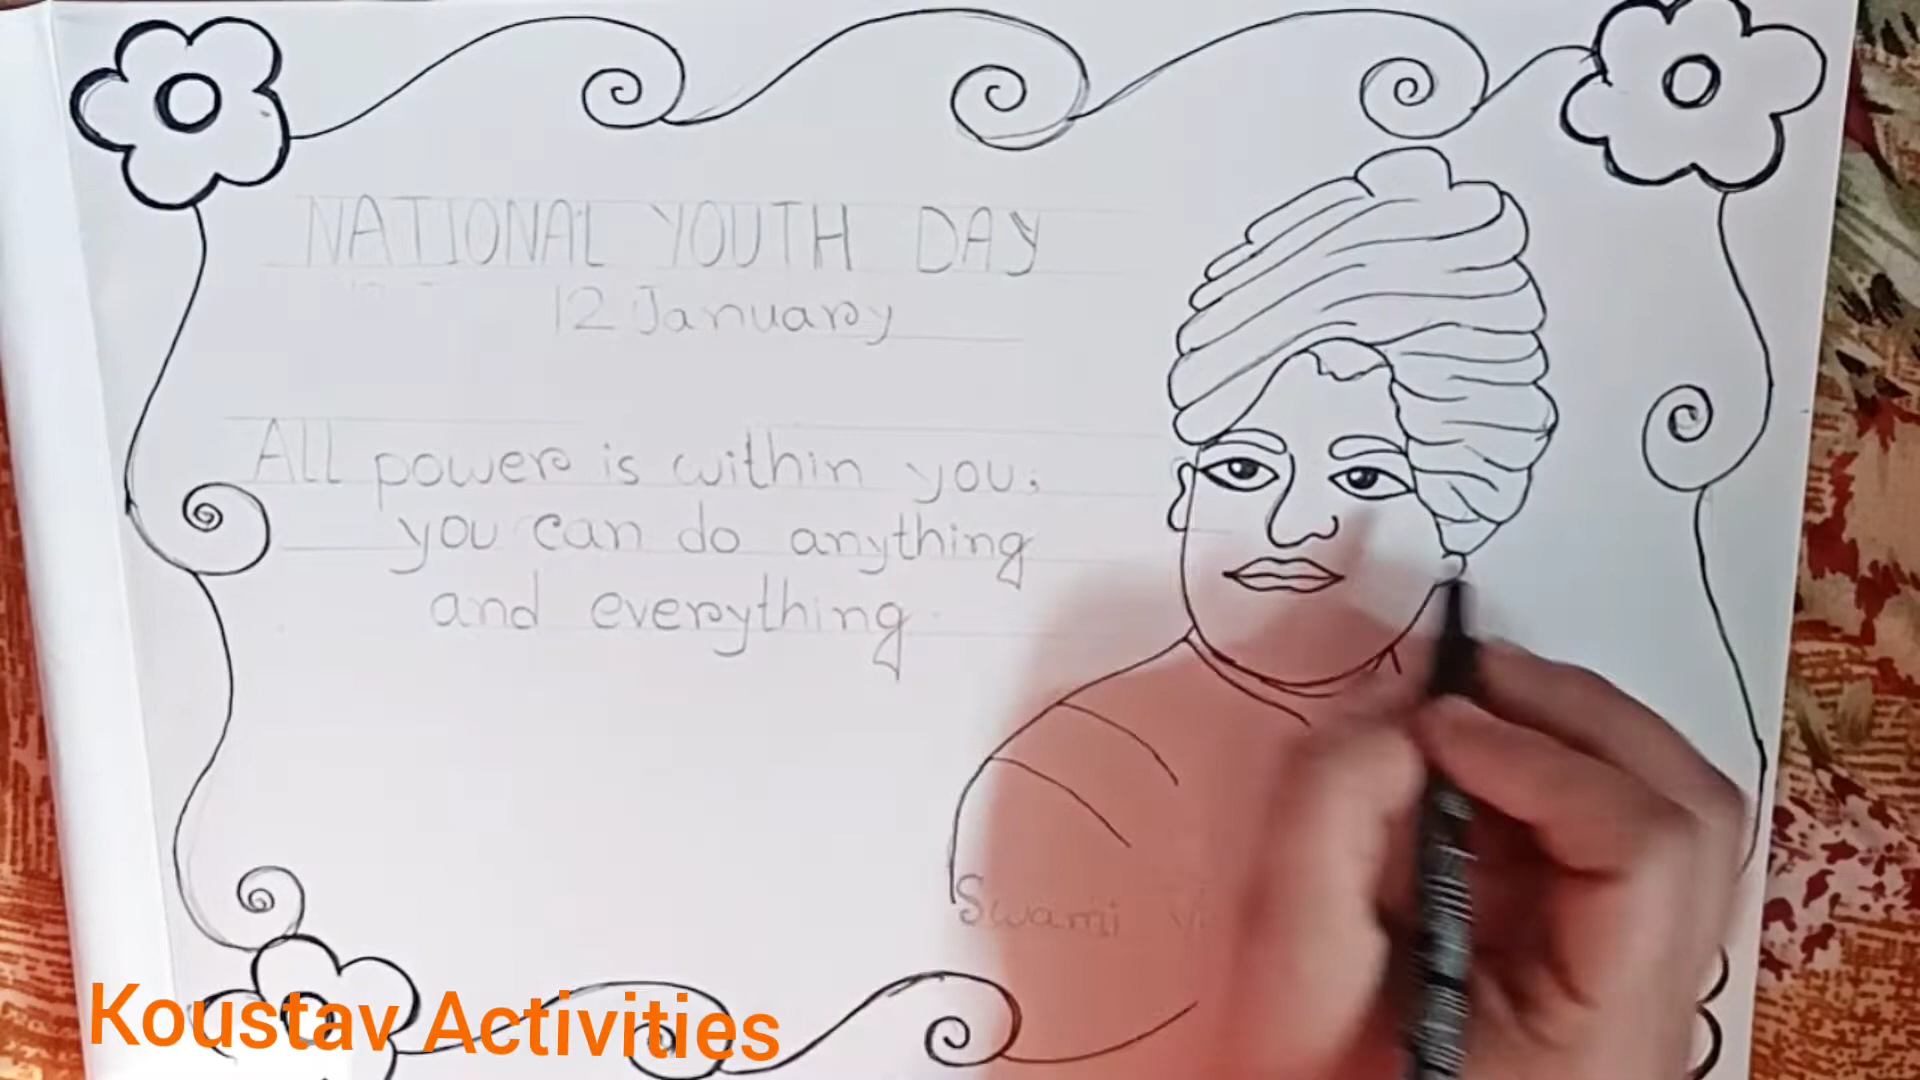 NATIONAL YOUTH DAY
12 January
All power is within you,
you can do anything
and everything.
Swami
Koustav Activities